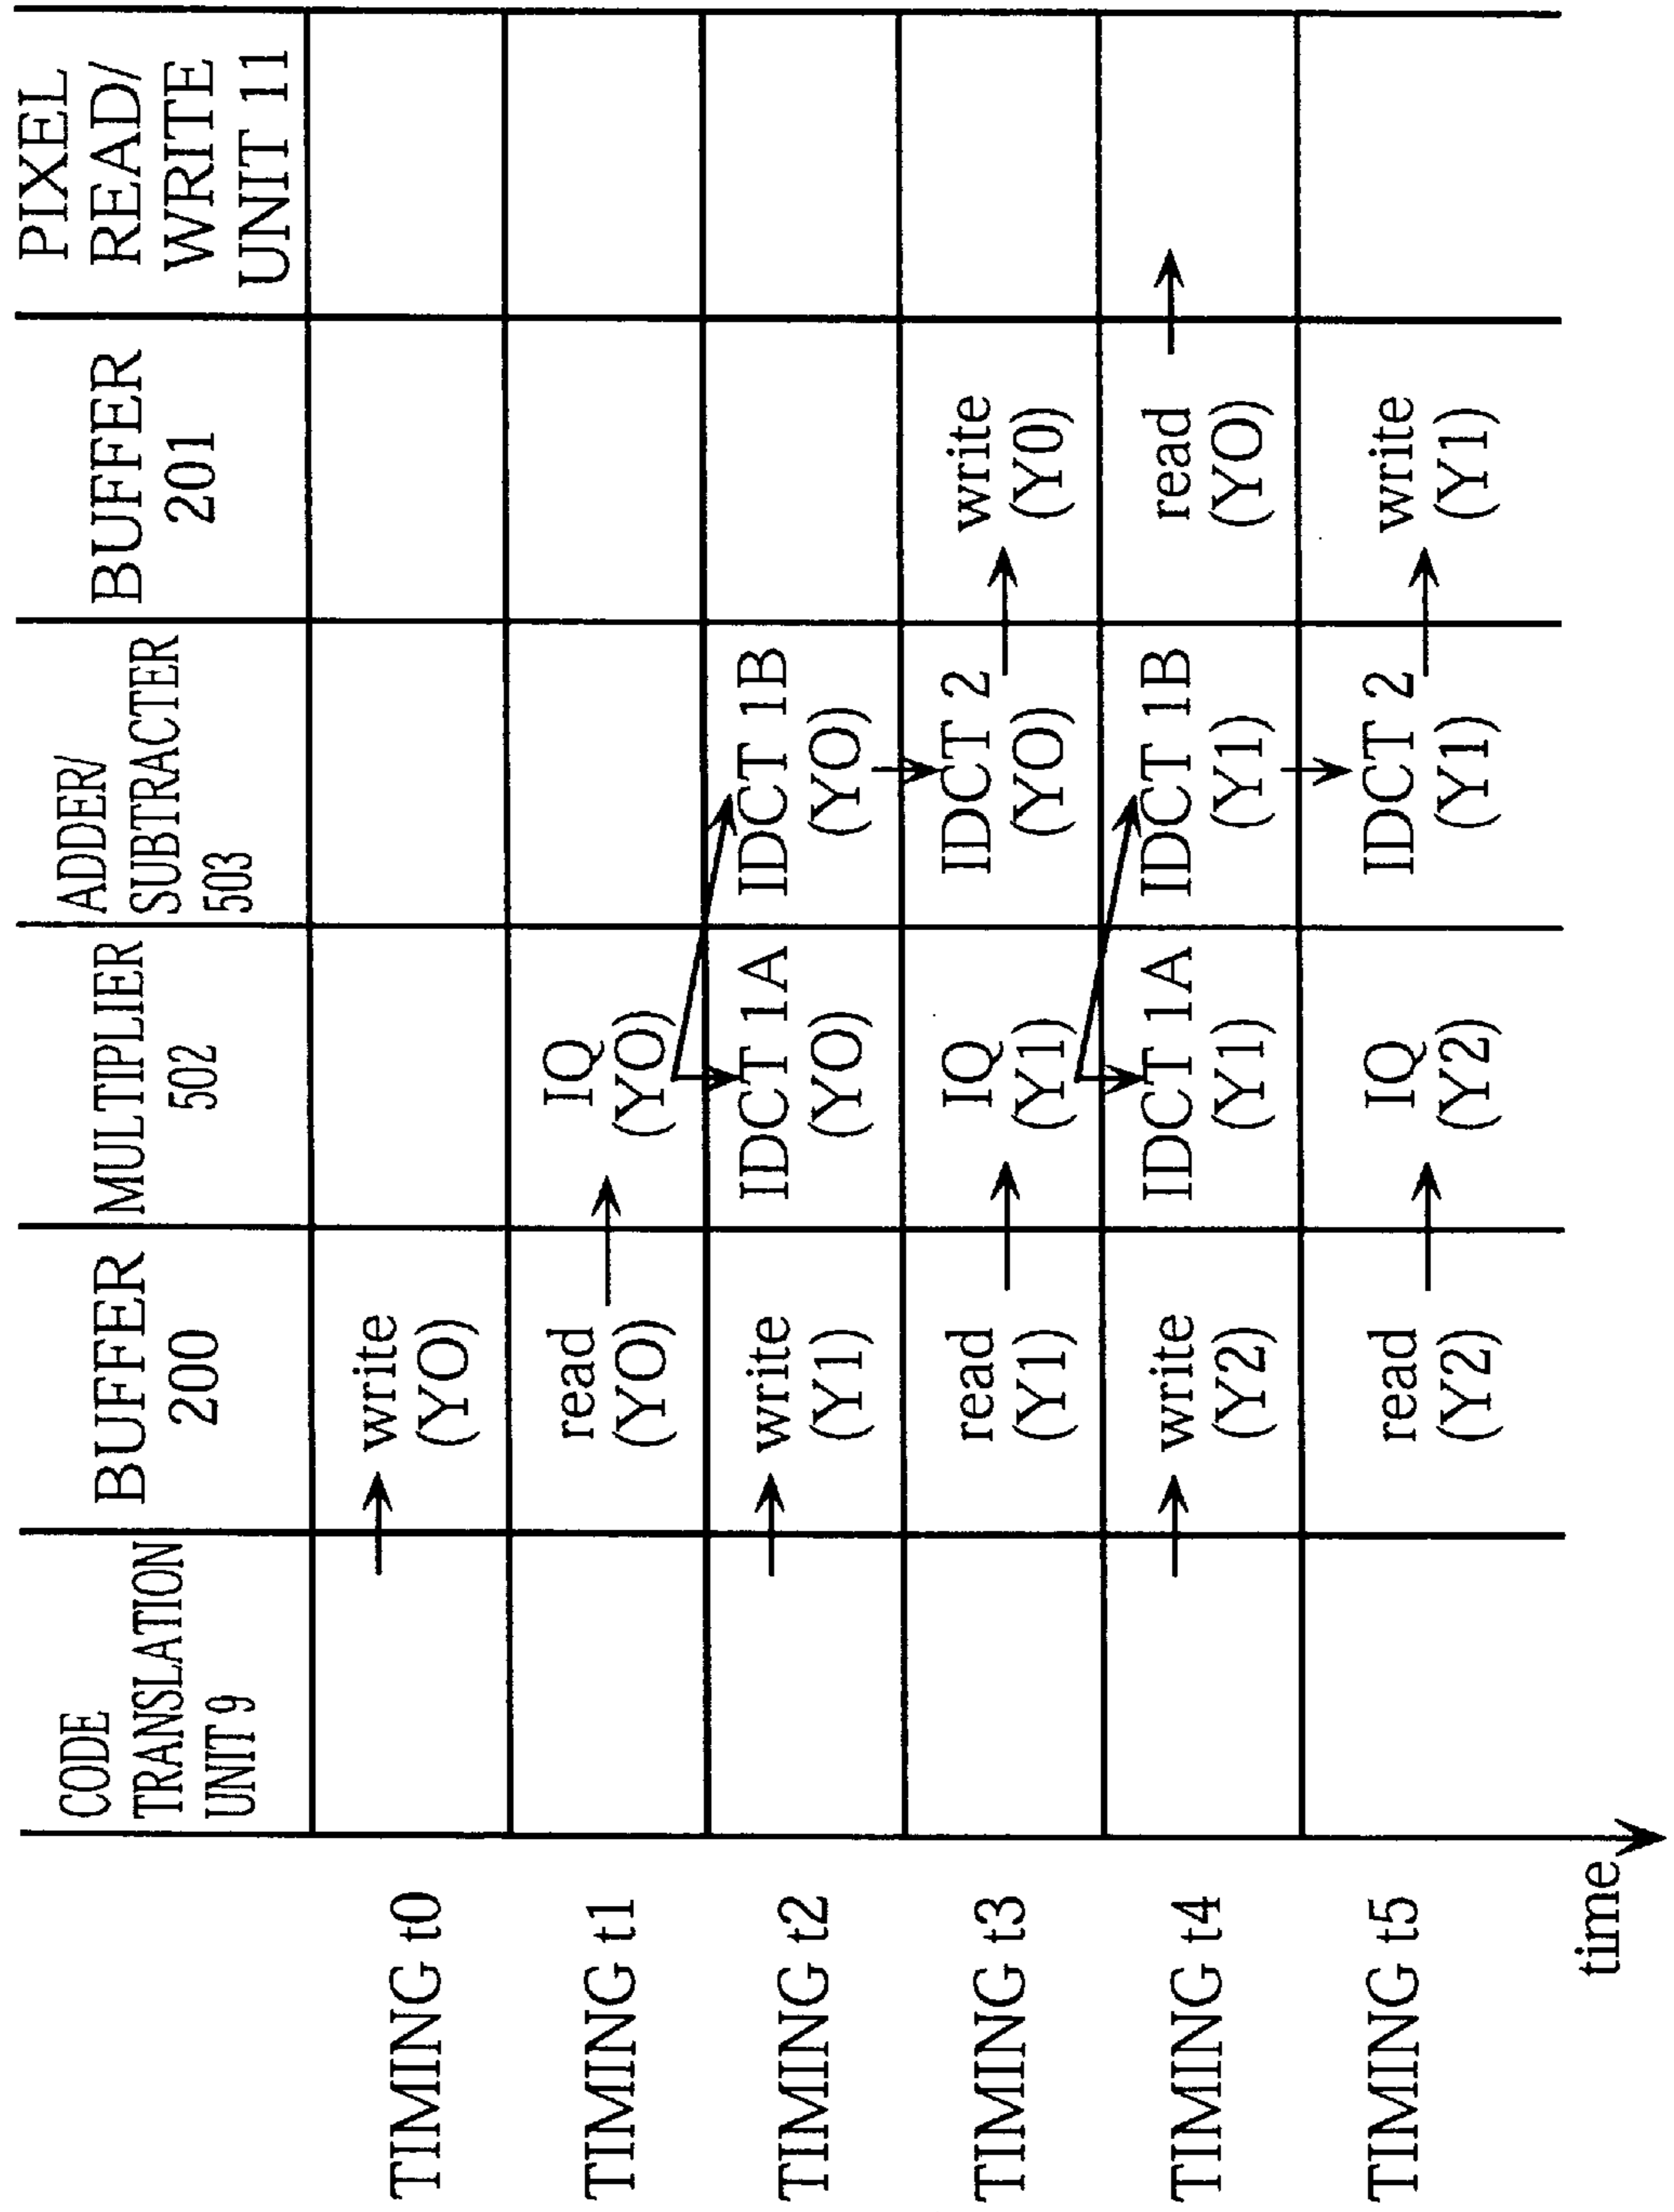 CODE
TRANSLATION
UNIT 9
BUFFER
200
MULTIPLIER
502
ADDER/
SUBTRACTER
503
BUFFER
201
PIXEL
READ/
WRITE
UNIT 11
TIMING t0
write
(YO)
TIMING t1
read
(YO)
IQ
(YO)
TIMING t2
write
(Y1)
IDCT 1A
(YO)
IDCT 1B
(YO)
TIMING t3
read
(Y1)
IQ
(Y1)
IDCT 2
(YO)
write
(Y0)
TIMING t4
write
(Y2)
IDCT 1A
(Y1)
IDCT 1B
(Y1)
read
(YO)
TIMING t5
read
(Y2)
IQ
(Y2)
IDCT 2
(Y1)
write
(Y1)
time